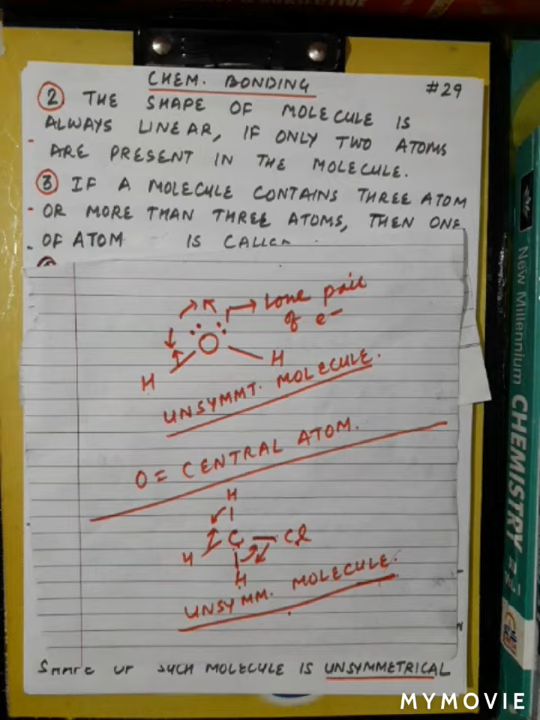 CHEM. BONDING #29
② THE SHAPE OF MOLECULE IS
ALWAYS LINEAR, IF ONLY TWO ATOMS
ARE PRESENT IN THE MOLECULE.
③ IF A MOLECULE CONTAINS THREE ATOM
OR MORE THAN THREE ATOMS, THEN ONE
OF ATOM IS
→ Lone pair
of e-
O
H H
UNSYMMT. MOLECULE.
O = CENTRAL ATOM.
H
H C — Cl
H
UNSYMM. MOLECULE.
SUCH MOLECULE IS UNSYMMETRICAL
New Millennium CHEMISTRY
MYMOVIE